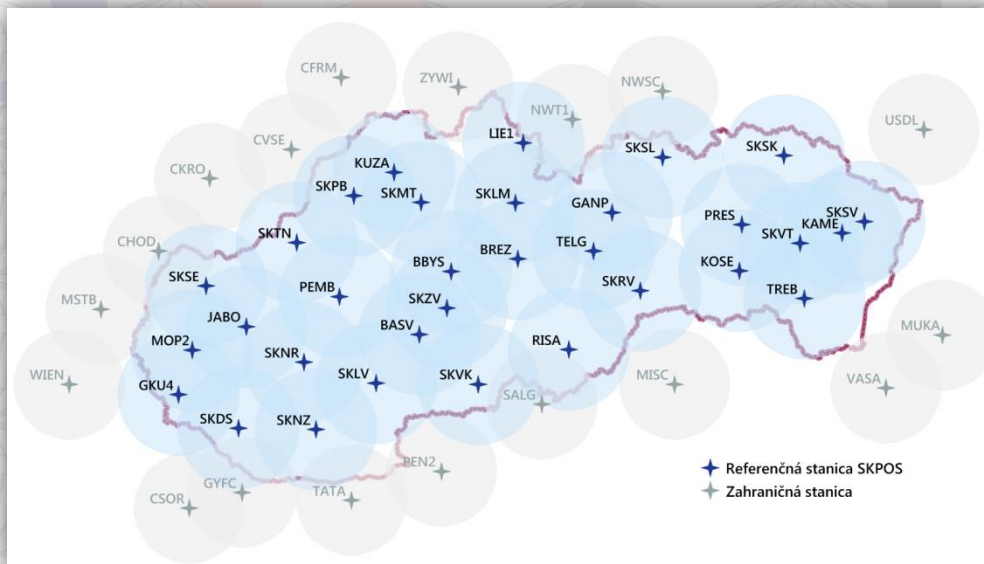 CFRM
ZYWI
NWSC
NWT1
USDL
CVSE
LIE1
SKSL
SKSK
CKRO
KUZA
SKPB
SKMT
SKLM
GANP
PRES
SKSV
KAME
SKVT
CHOD
SKTN
BREZ
TELG
BBYS
KOSE
SKSE
PEMB
SKRV
TREB
MSTB
SKZV
JABO
BASV
MUKA
MOP2
RISA
SKNR
WIEN
GKU4
SKLV
SKVK
MISC
VASA
SALG
SKDS
SKNZ
PEN2
GYFC
CSOR
TATA
Referenčná stanica SKPOS
Zahraničná stanica